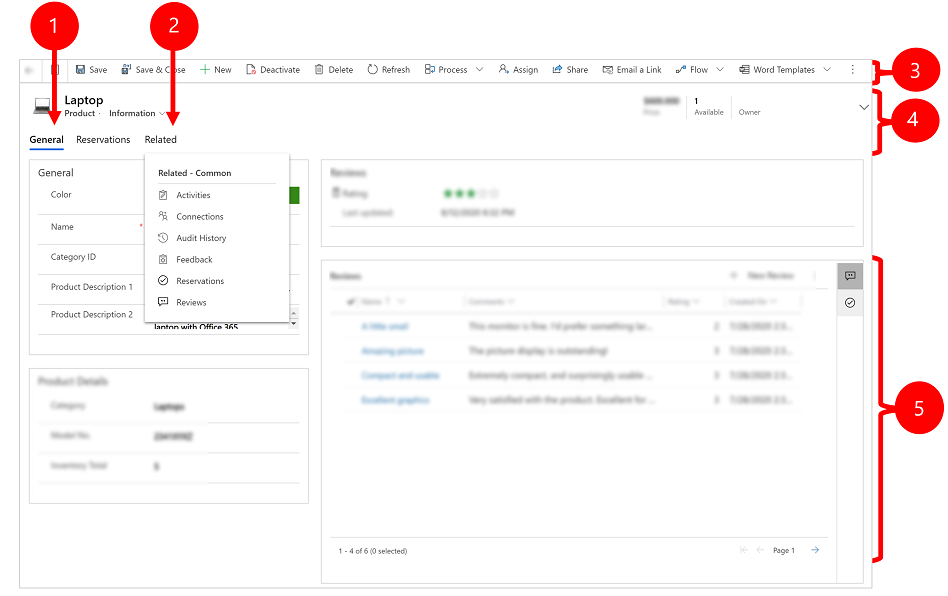 1
2
Save
Save & Close
New
Deactivate
Delete
Refresh
Process
Assign
Share
Email a Link
Flow
Word Templates
3
Laptop
Product · Information
1
Available
Owner
4
General
Reservations
Related
General
Color
Name *
Category ID
Product Description 1
Product Description 2
laptop with Office 365
Related - Common
Activities
Connections
Audit History
Feedback
Reservations
Reviews
Reviews
Rating
Last updated:
Reviews
New Review
Name
Comments
Rating
Created On
A little small
This monitor is fine. I'd prefer something lar...
2
Amazing picture
The picture display is outstanding!
3
Compact and usable
Extremely compact, and surprisingly usable ...
3
Excellent graphics
Very satisfied with the product. Excellent for ...
3
1 - 4 of 6 (0 selected)
Page 1
5
Product Details
Category
Laptops
Model No.
Inventory Total
5